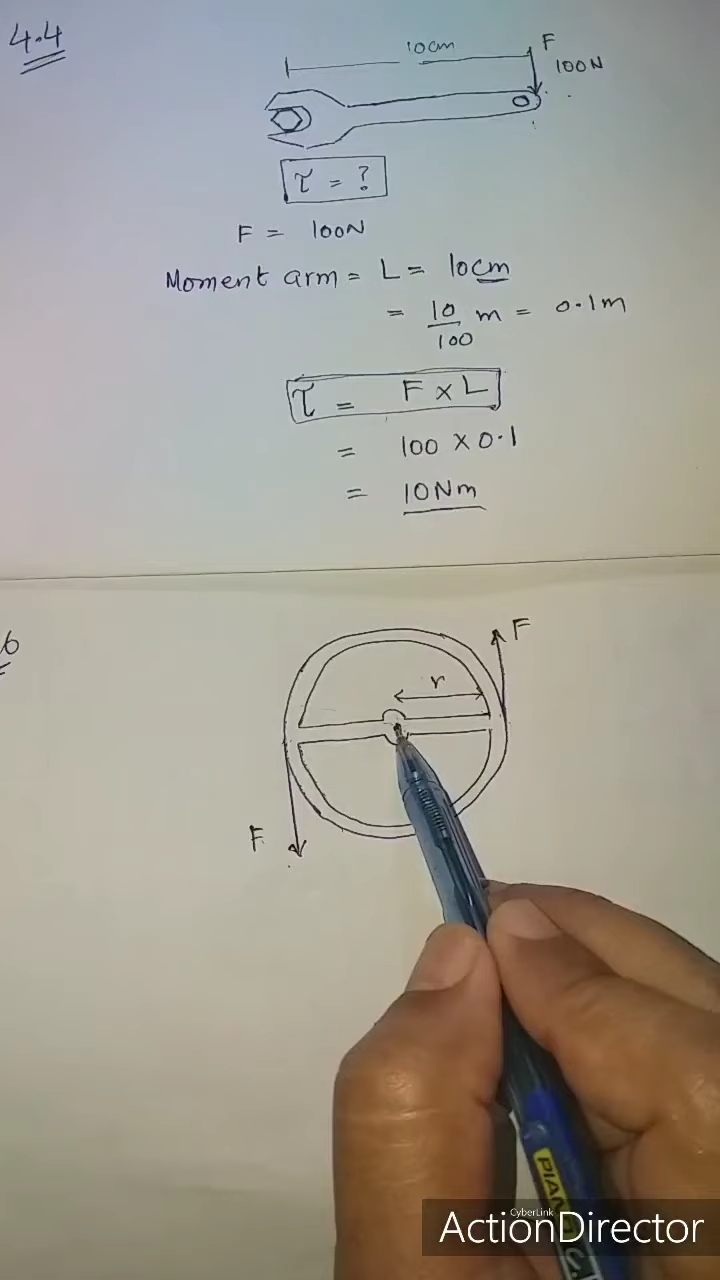 4.4
10cm
F
100N
τ = ?
F = 100N
Moment arm = L = 10cm
= 10/100 m = 0.1m
τ = F × L
= 100 × 0.1
= 10Nm
6
F
r
F
PIANO
CyberLink
ActionDirector